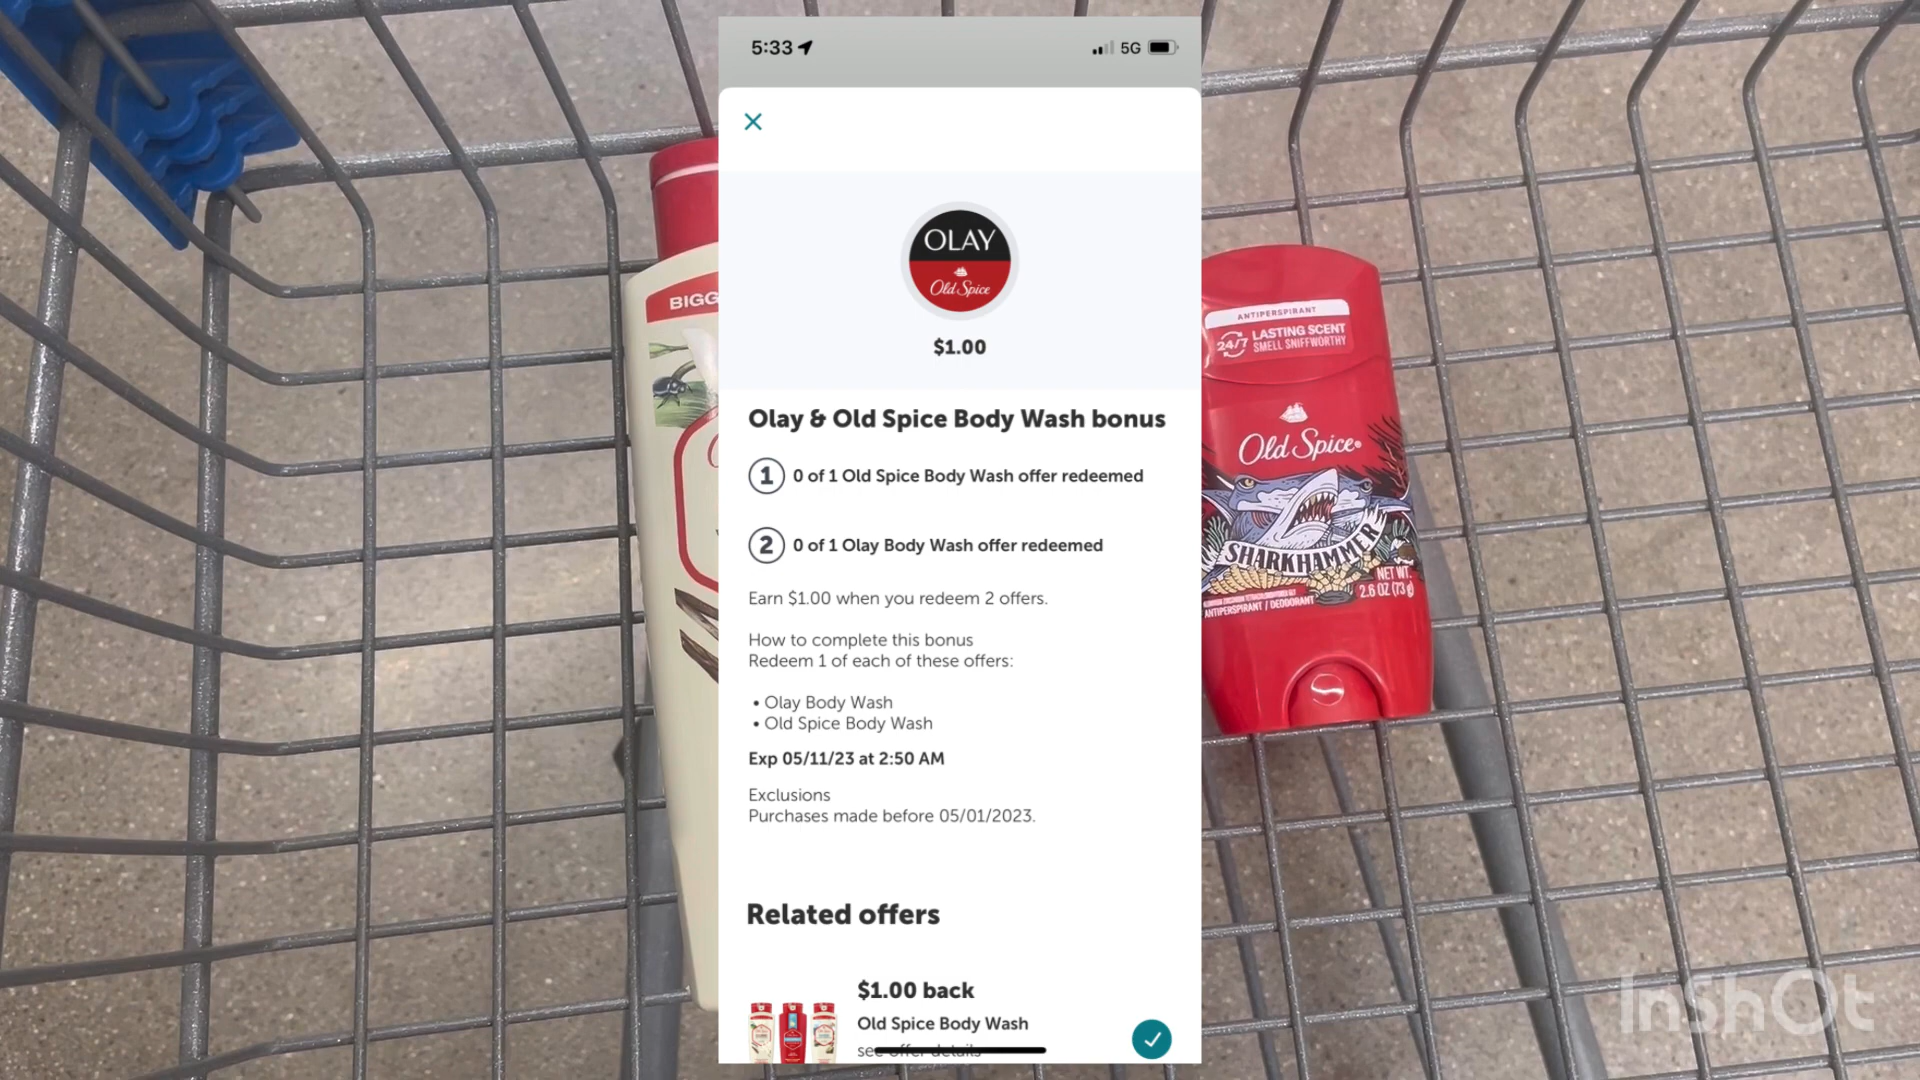 5:33
5G
OLAY
Old Spice
$1.00
Olay & Old Spice Body Wash bonus
1 0 of 1 Old Spice Body Wash offer redeemed
2 0 of 1 Olay Body Wash offer redeemed
Earn $1.00 when you redeem 2 offers.
How to complete this bonus
Redeem 1 of each of these offers:
• Olay Body Wash
• Old Spice Body Wash
Exp 05/11/23 at 2:50 AM
Exclusions
Purchases made before 05/01/2023.
Related offers
$1.00 back
Old Spice Body Wash
see offer details
BIGG
ANTIPERSPIRANT
24/7 LASTING SCENT
SMELL SNIFFWORTHY
Old Spice
SHARKHAMMER
NET WT.
2.6 OZ (73 g)
ANTIPERSPIRANT / DEODORANT
InShOt